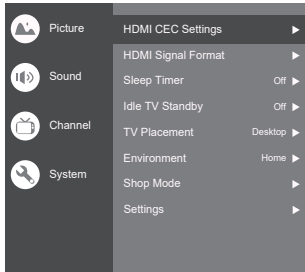 Picture
Sound
Channel
System
HDMI CEC Settings
HDMI Signal Format
Sleep Timer Off
Idle TV Standby Off
TV Placement Desktop
Environment Home
Shop Mode
Settings